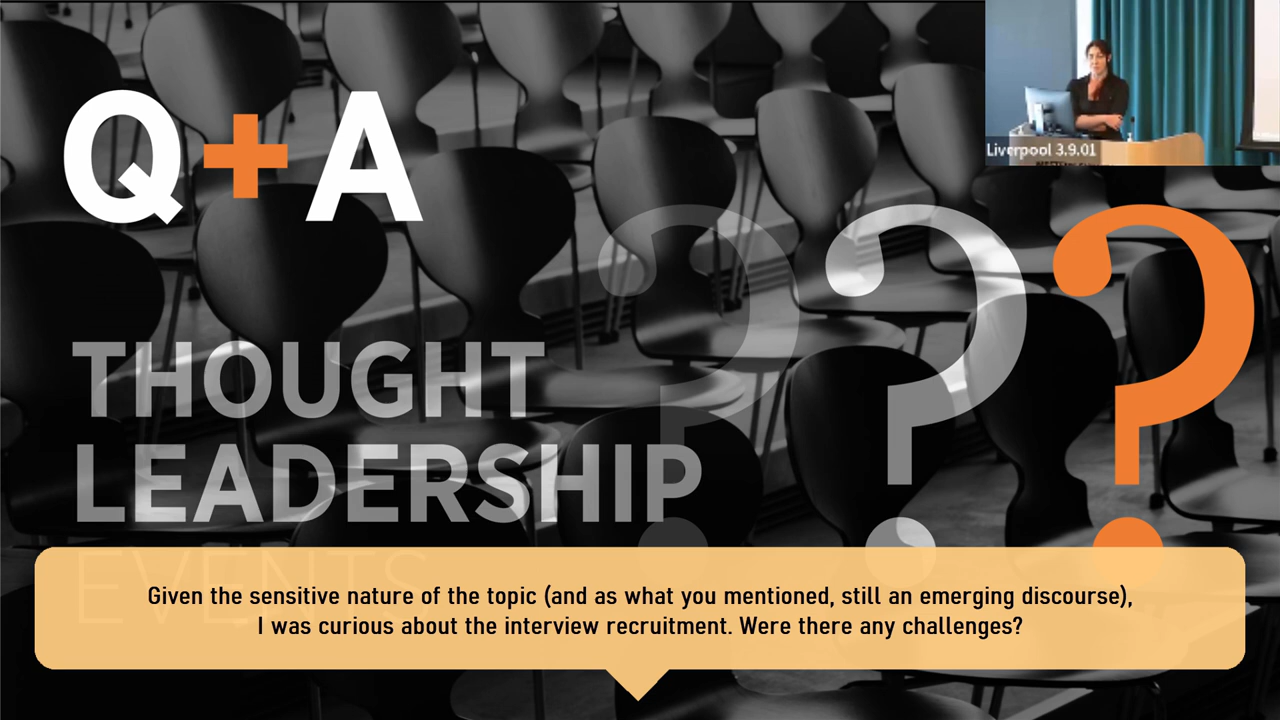 Q+A
Liverpool 3.9.01
THOUGHT
LEADERSHIP
EVENTS
Given the sensitive nature of the topic (and as what you mentioned, still an emerging discourse),
I was curious about the interview recruitment. Were there any challenges?